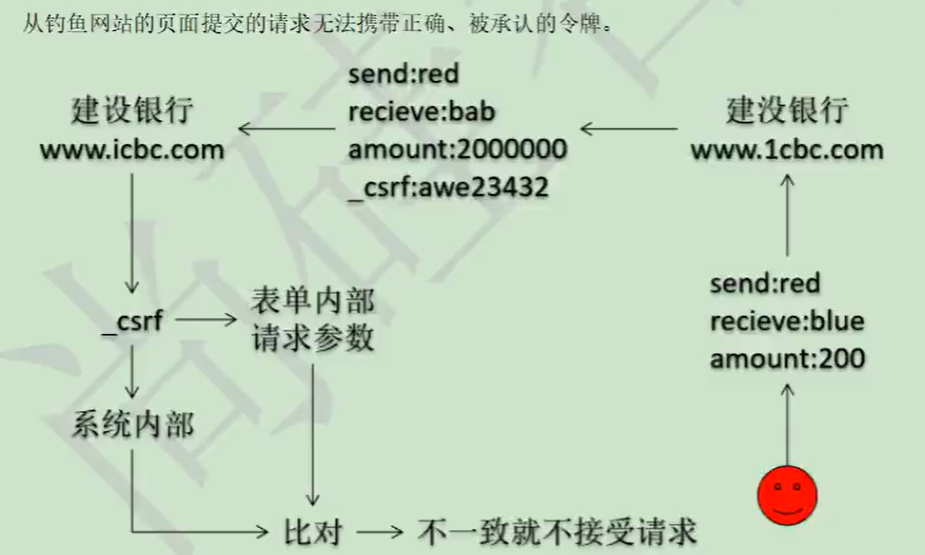 从钓鱼网站的页面提交的请求无法携带正确、被承认的令牌。
建设银行
www.icbc.com
send:red
recieve:bab
amount:2000000
_csrf:awe23432
建没银行
www.1cbc.com
send:red
recieve:blue
amount:200
_csrf
表单内部
请求参数
系统内部
比对
不一致就不接受请求